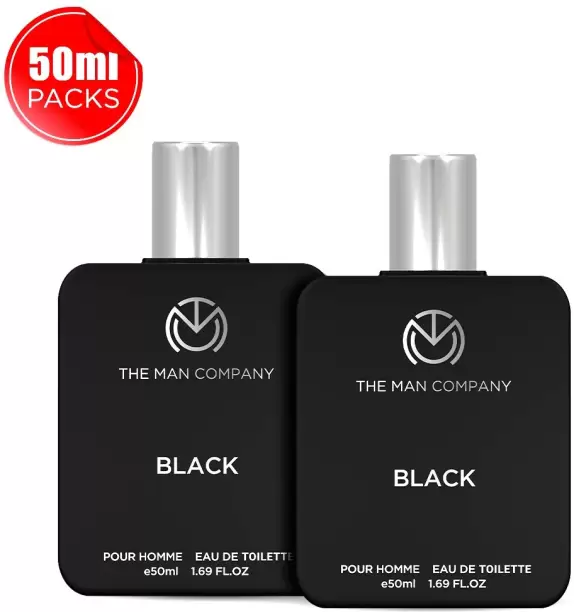 50ml
PACKS
THE MAN COMPANY
BLACK
POUR HOMME EAU DE TOILETTE
e50ml 1.69 FL.OZ
THE MAN COMPANY
BLACK
POUR HOMME EAU DE TOILETTE
e50ml 1.69 FL.OZ